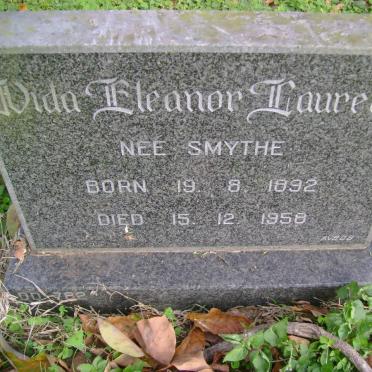 Vida Eleanor Laure
NEE SMYTHE
BORN 19. 8. 1892
DIED 15. 12. 1958